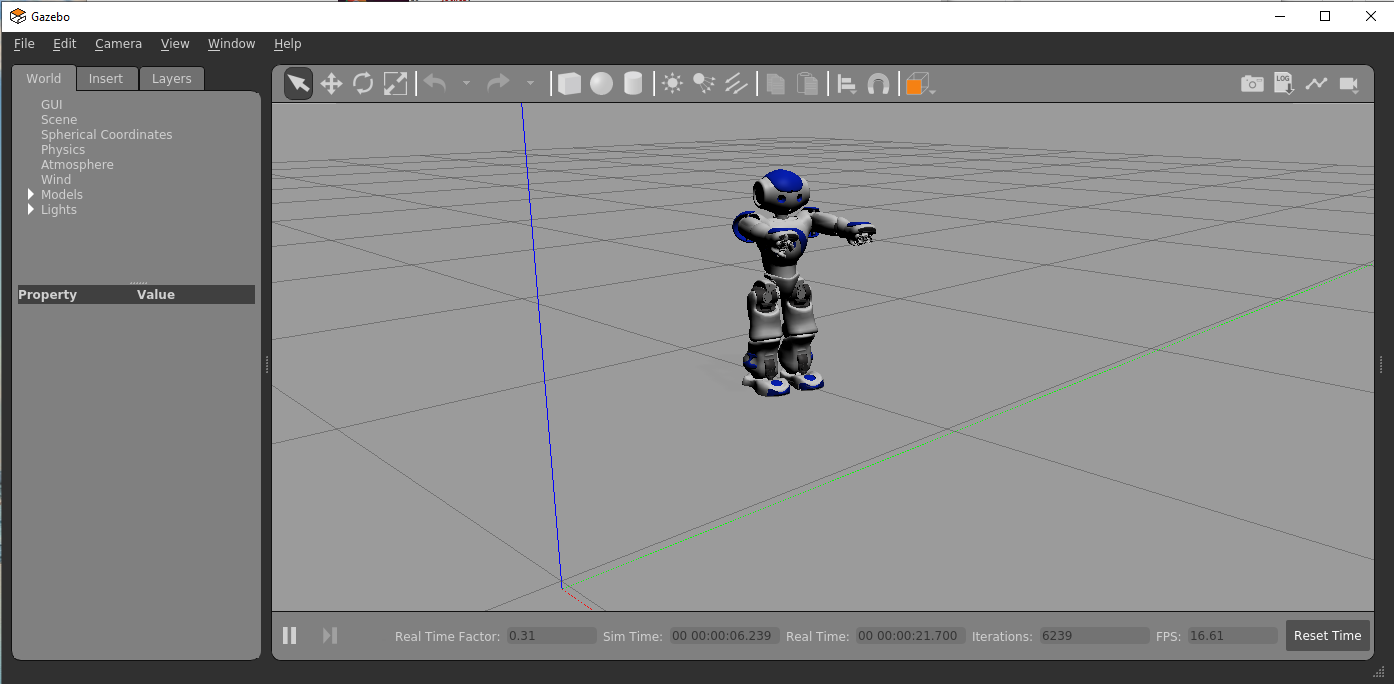 Gazebo
File Edit Camera View Window Help
World Insert Layers
GUI
Scene
Spherical Coordinates
Physics
Atmosphere
Wind
Models
Lights
Property Value
LOG
Real Time Factor: 0.31 Sim Time: 00 00:00:06.239 Real Time: 00 00:00:21.700 Iterations: 6239 FPS: 16.61 Reset Time